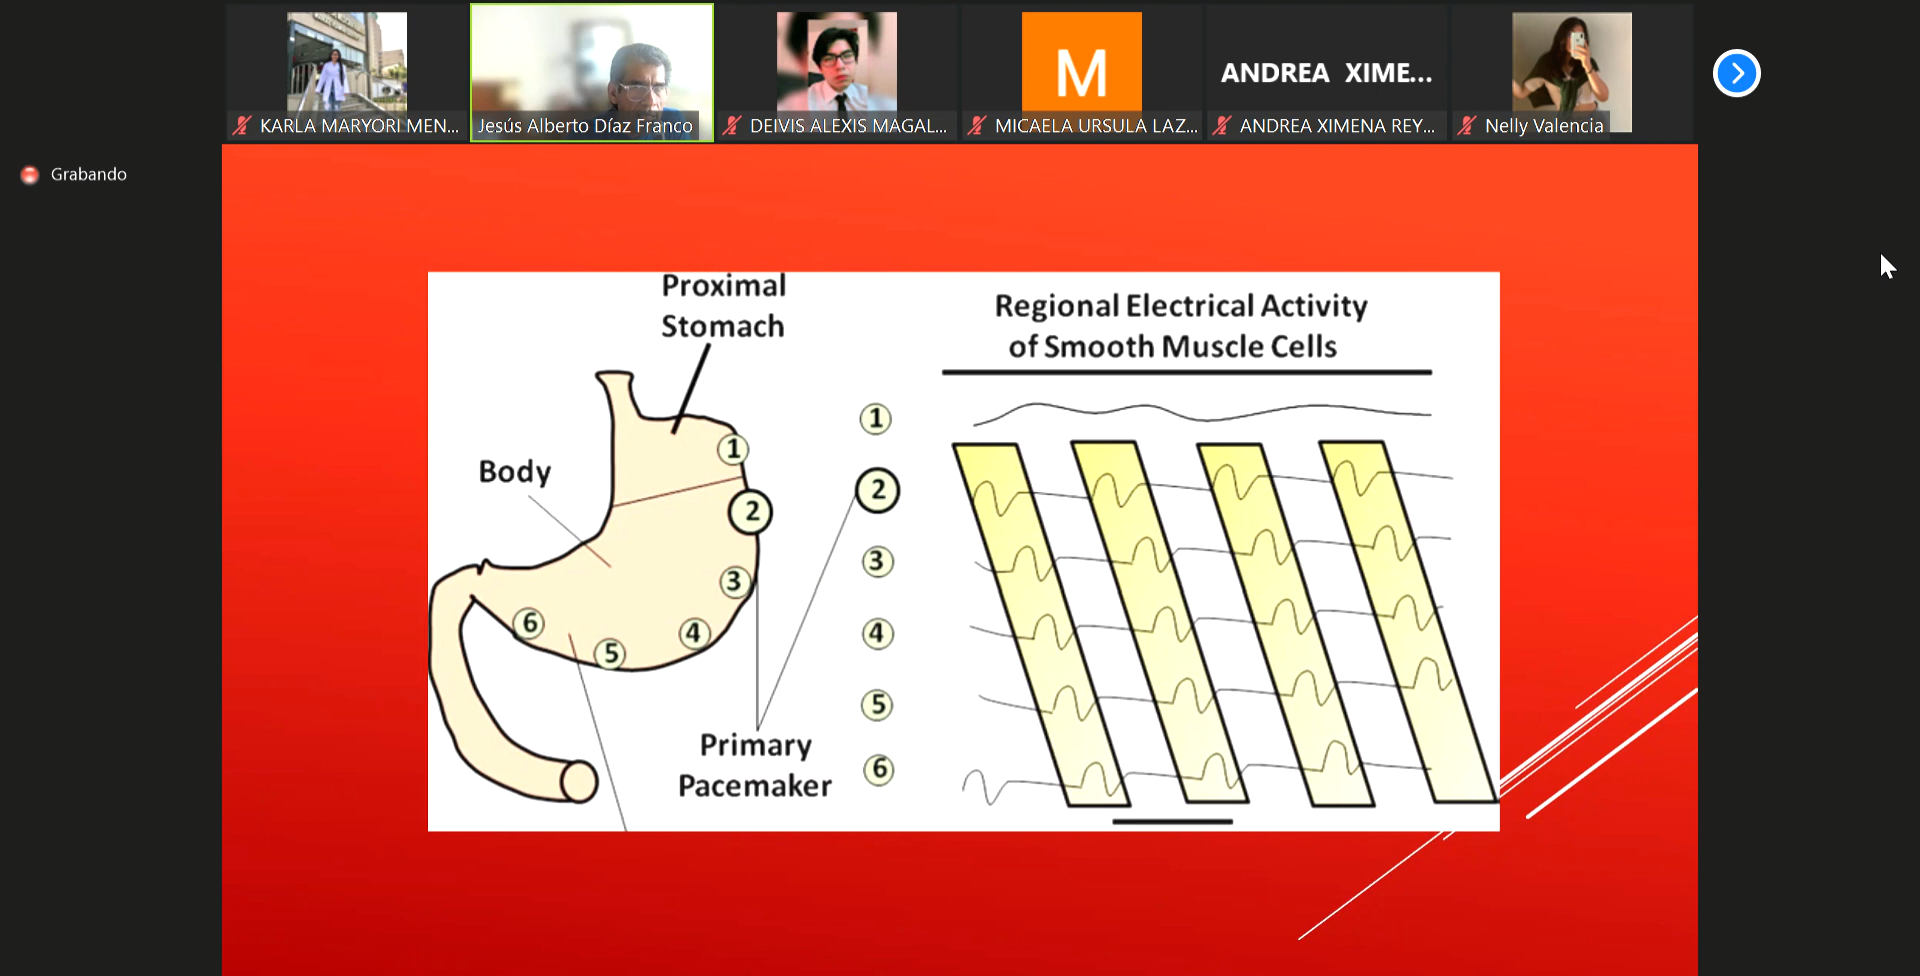 KARLA MARYORI MEN...
Jesús Alberto Díaz Franco
DEIVIS ALEXIS MAGAL...
M
MICAELA URSULA LAZ...
ANDREA XIME...
ANDREA XIMENA REY...
Nelly Valencia
Grabando
Proximal
Stomach
Body
1
2
3
4
5
6
Primary
Pacemaker
Regional Electrical Activity
of Smooth Muscle Cells
1
2
3
4
5
6